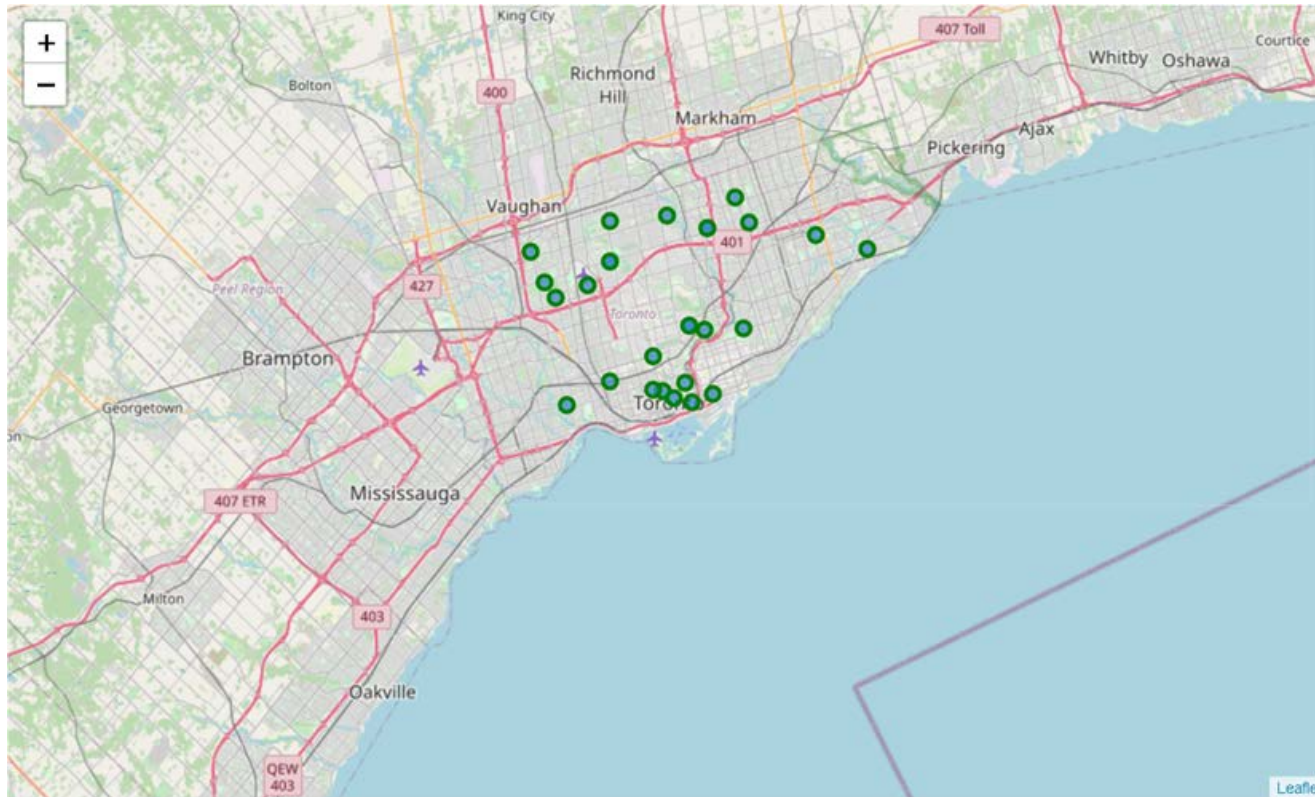 +
King City
407 Toll
Courtice
Whitby
Oshawa
−
Richmond
Hill
Bolton
400
Markham
Ajax
Pickering
Vaughan
401
427
Peel Region
Toronto
Brampton
Georgetown
Toronto
Mississauga
407 ETR
Milton
403
Oakville
QEW
403